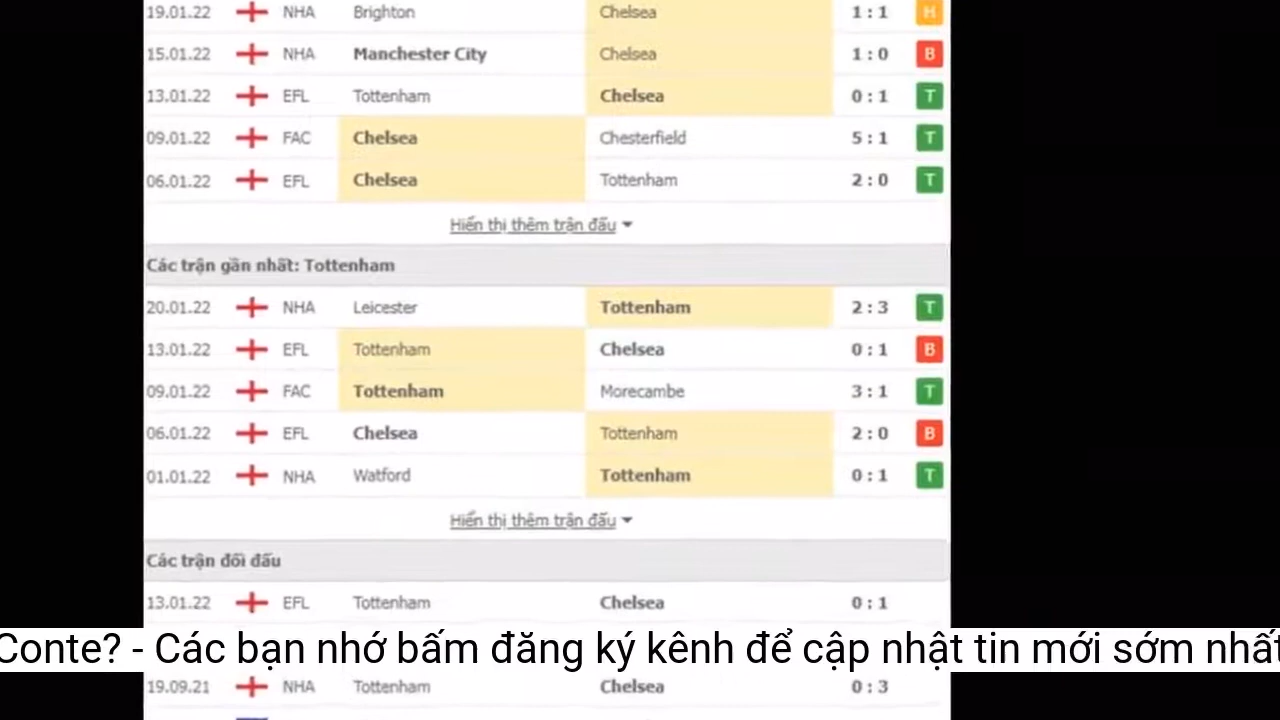 19.01.22 NHA Brighton Chelsea 1 : 1 H
15.01.22 NHA Manchester City Chelsea 1 : 0 B
13.01.22 EFL Tottenham Chelsea 0 : 1 T
09.01.22 FAC Chelsea Chesterfield 5 : 1 T
06.01.22 EFL Chelsea Tottenham 2 : 0 T
Hiển thị thêm trận đấu
Các trận gần nhất: Tottenham
20.01.22 NHA Leicester Tottenham 2 : 3 T
13.01.22 EFL Tottenham Chelsea 0 : 1 B
09.01.22 FAC Tottenham Morecambe 3 : 1 T
06.01.22 EFL Chelsea Tottenham 2 : 0 B
01.01.22 NHA Watford Tottenham 0 : 1 T
Hiển thị thêm trận đấu
Các trận đối đầu
13.01.22 EFL Tottenham Chelsea 0 : 1
Conte? - Các bạn nhớ bấm đăng ký kênh để cập nhật tin mới sớm nhất
19.09.21 NHA Tottenham Chelsea 0 : 3